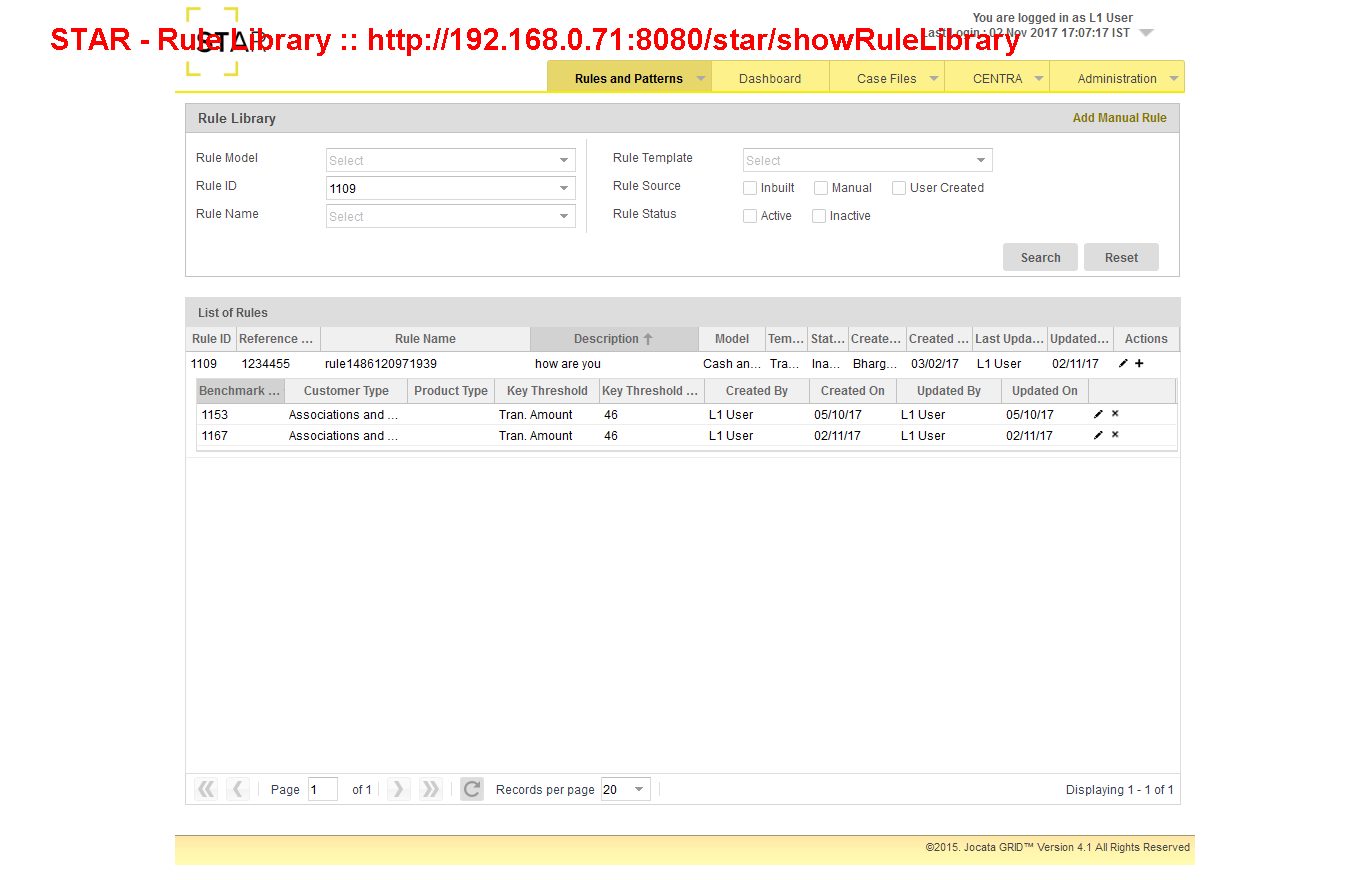 You are logged in as L1 User
STAR - Rule Library :: http://192.168.0.71:8080/star/showRuleLibrary
STAR
Last Login : 02 Nov 2017 17:07:17 IST
Rules and Patterns Dashboard Case Files CENTRA Administration
Rule Library Add Manual Rule
Rule Model Select Rule Template Select
Rule ID 1109 Rule Source Inbuilt Manual User Created
Rule Name Select Rule Status Active Inactive
Search Reset
List of Rules
Rule ID Reference ... Rule Name Description Model Tem... Stat... Create... Created ... Last Upda... Updated... Actions
1109 1234455 rule1486120971939 how are you Cash an... Tra... Ina... Bharg... 03/02/17 L1 User 02/11/17
Benchmark ... Customer Type Product Type Key Threshold Key Threshold ... Created By Created On Updated By Updated On
1153 Associations and ... Tran. Amount 46 L1 User 05/10/17 L1 User 05/10/17
1167 Associations and ... Tran. Amount 46 L1 User 02/11/17 L1 User 02/11/17
Page 1 of 1 Records per page 20 Displaying 1 - 1 of 1
©2015. Jocata GRID™ Version 4.1 All Rights Reserved